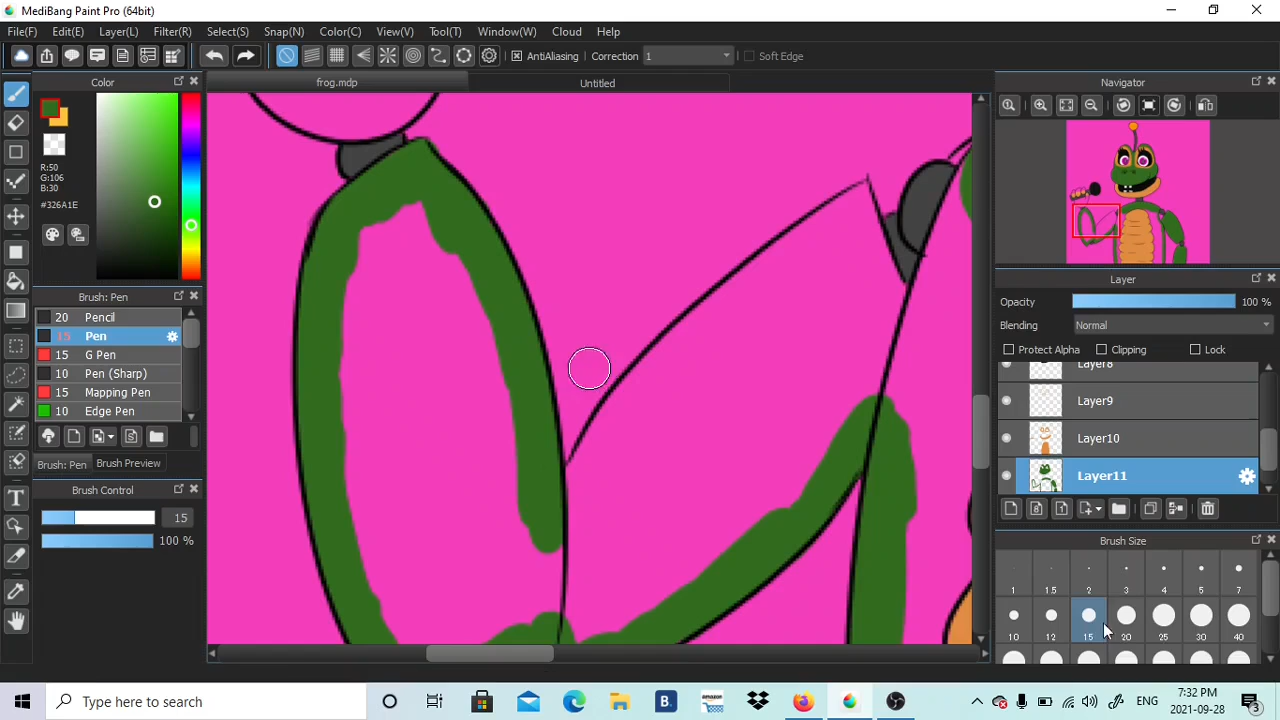 MediBang Paint Pro (64bit)
File(F) Edit(E) Layer(L) Filter(R) Select(S) Snap(N) Color(C) View(V) Tool(T) Window(W) Cloud Help
AntiAliasing Correction 1 Soft Edge
Color
frog.mdp Untitled
Navigator
R:50
G:106
B:30
#326A1E
Layer
Opacity 100 %
Blending Normal
Protect Alpha Clipping Lock
Layer8
Layer9
Layer10
Layer11
Brush: Pen
20 Pencil
15 Pen
15 G Pen
10 Pen (Sharp)
15 Mapping Pen
10 Edge Pen
Brush: Pen Brush Preview
Brush Control
15
100 %
Brush Size
1 1.5 2 3 4 5 7
10 12 15 20 25 30 40
Type here to search
B.
amazon
ENG
7:32 PM
2021-09-28
3